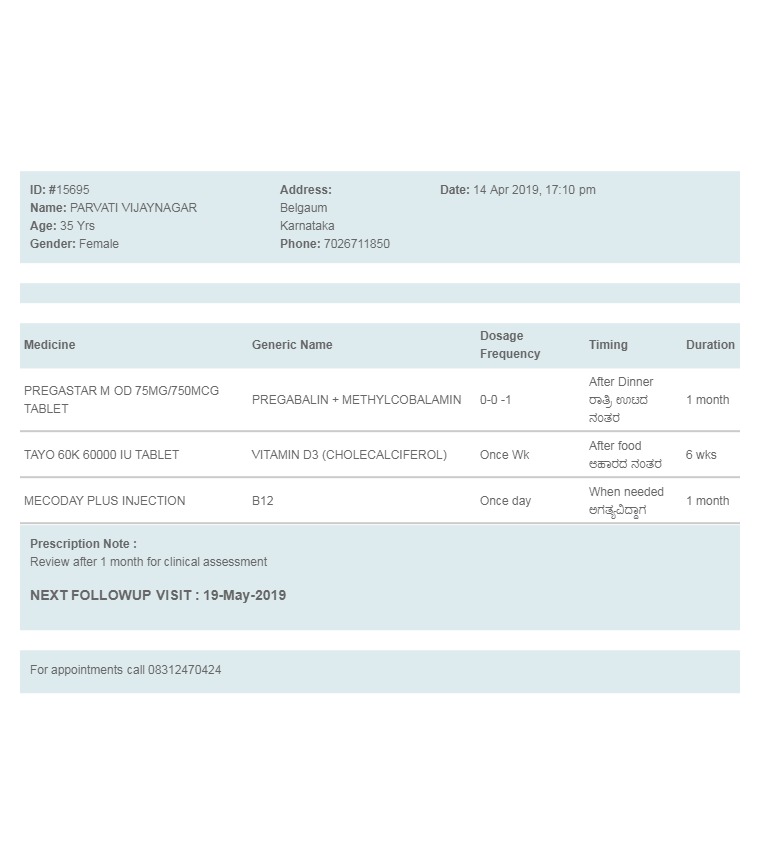 ID: #15695
Name: PARVATI VIJAYNAGAR
Age: 35 Yrs
Gender: Female
Address:
Belgaum
Karnataka
Phone: 7026711850
Date: 14 Apr 2019, 17:10 pm
Medicine Generic Name Dosage Frequency Timing Duration
PREGASTAR M OD 75MG/750MCG TABLET PREGABALIN + METHYLCOBALAMIN 0-0 -1 After Dinner ರಾತ್ರಿ ಊಟದ ನಂತರ 1 month
TAYO 60K 60000 IU TABLET VITAMIN D3 (CHOLECALCIFEROL) Once Wk After food ಅಹಾರದ ನಂತರ 6 wks
MECODAY PLUS INJECTION B12 Once day When needed ಅಗತ್ಯವಿದ್ದಾಗ 1 month
Prescription Note :
Review after 1 month for clinical assessment
NEXT FOLLOWUP VISIT : 19-May-2019
For appointments call 08312470424